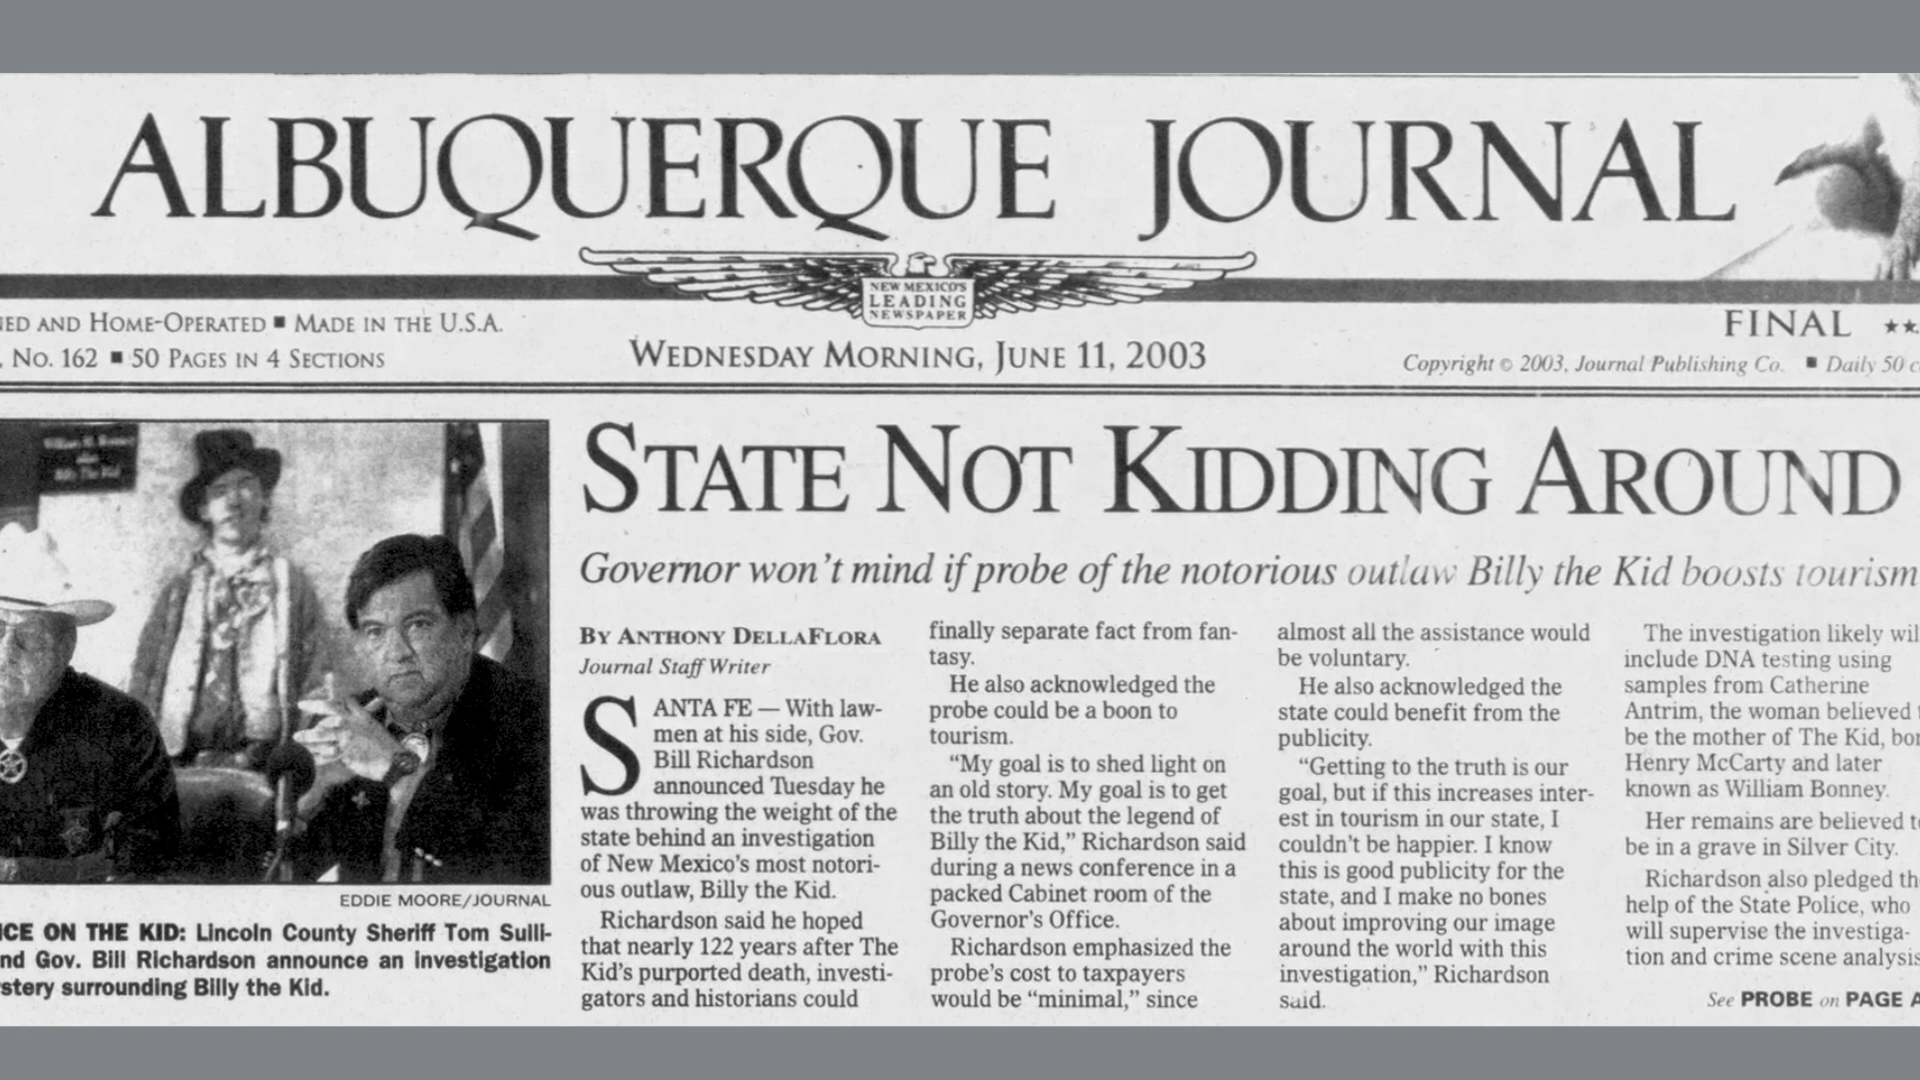 ALBUQUERQUE JOURNAL
NEW MEXICO'S
LEADING
NEWSPAPER
AND HOME-OPERATED ■ MADE IN THE U.S.A.
No. 162 ■ 50 PAGES IN 4 SECTIONS
WEDNESDAY MORNING, JUNE 11, 2003
FINAL ★★
Copyright © 2003, Journal Publishing Co. ■ Daily 50
Billy The Kid
EDDIE MOORE/JOURNAL
ON THE KID: Lincoln County Sheriff Tom Sulli-
Gov. Bill Richardson announce an investigation
surrounding Billy the Kid.
STATE NOT KIDDING AROUND
Governor won't mind if probe of the notorious outlaw Billy the Kid boosts tourism
BY ANTHONY DELLAFLORA
Journal Staff Writer
SANTA FE — With law-
men at his side, Gov.
Bill Richardson
announced Tuesday he
was throwing the weight of the
state behind an investigation
of New Mexico's most notori-
ous outlaw, Billy the Kid.
Richardson said he hoped
that nearly 122 years after The
Kid's purported death, investi-
gators and historians could
finally separate fact from fan-
tasy.
He also acknowledged the
probe could be a boon to
tourism.
“My goal is to shed light on
an old story. My goal is to get
the truth about the legend of
Billy the Kid,” Richardson said
during a news conference in a
packed Cabinet room of the
Governor's Office.
Richardson emphasized the
probe's cost to taxpayers
would be “minimal,” since
almost all the assistance would
be voluntary.
He also acknowledged the
state could benefit from the
publicity.
“Getting to the truth is our
goal, but if this increases inter-
est in tourism in our state, I
couldn't be happier. I know
this is good publicity for the
state, and I make no bones
about improving our image
around the world with this
investigation,” Richardson
said.
The investigation likely will
include DNA testing using
samples from Catherine
Antrim, the woman believed
be the mother of The Kid,
Henry McCarty and later
known as William Bonney.
Her remains are believed to
be in a grave in Silver City.
Richardson also pledged the
help of the State Police, who
will supervise the investiga-
tion and crime scene analysis
See PROBE on PAGE